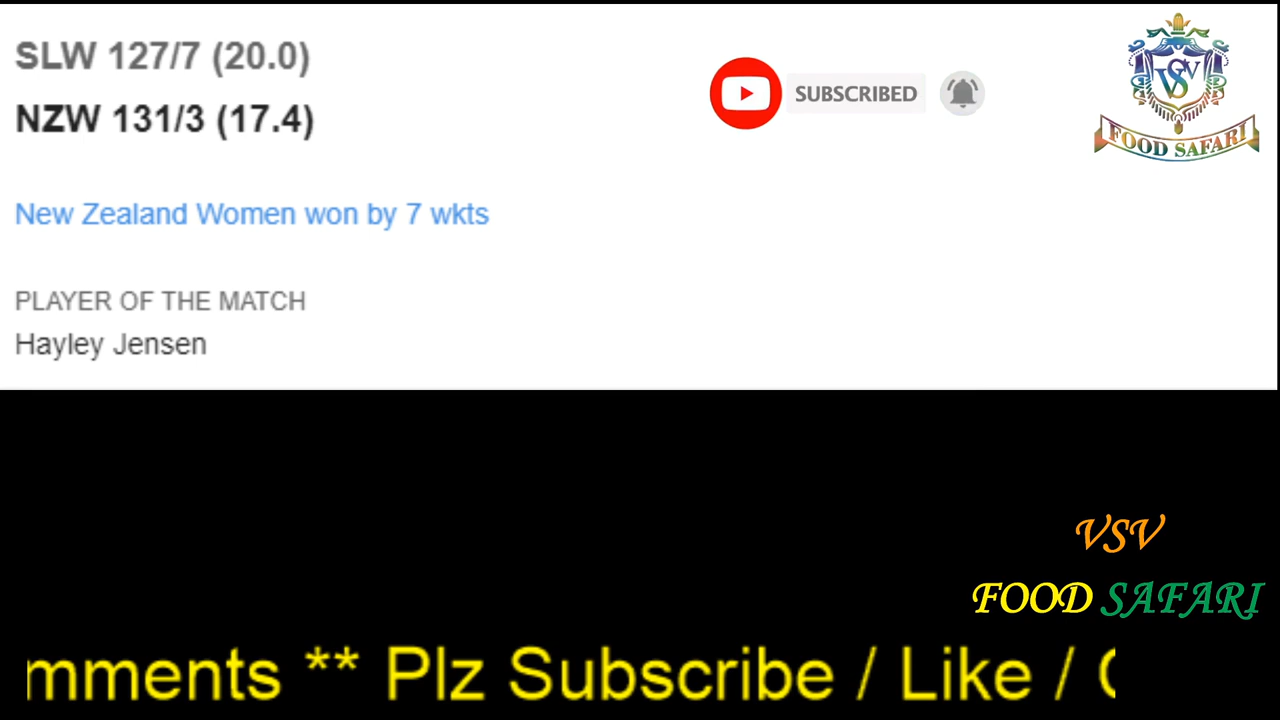 SLW 127/7 (20.0)
NZW 131/3 (17.4)
SUBSCRIBED
VSV
FOOD SAFARI
New Zealand Women won by 7 wkts
PLAYER OF THE MATCH
Hayley Jensen
VSV
FOOD SAFARI
mments ** Plz Subscribe / Like / C